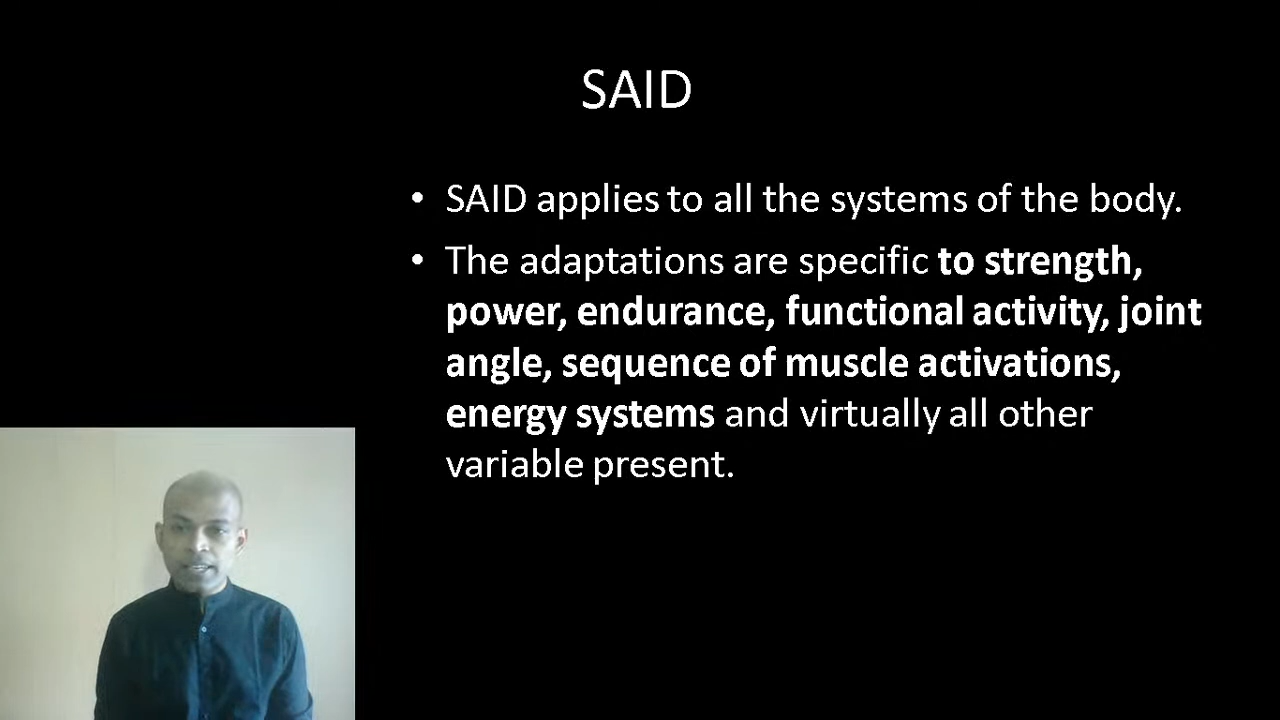 SAID
• SAID applies to all the systems of the body.
• The adaptations are specific to strength,
power, endurance, functional activity, joint
angle, sequence of muscle activations,
energy systems and virtually all other
variable present.